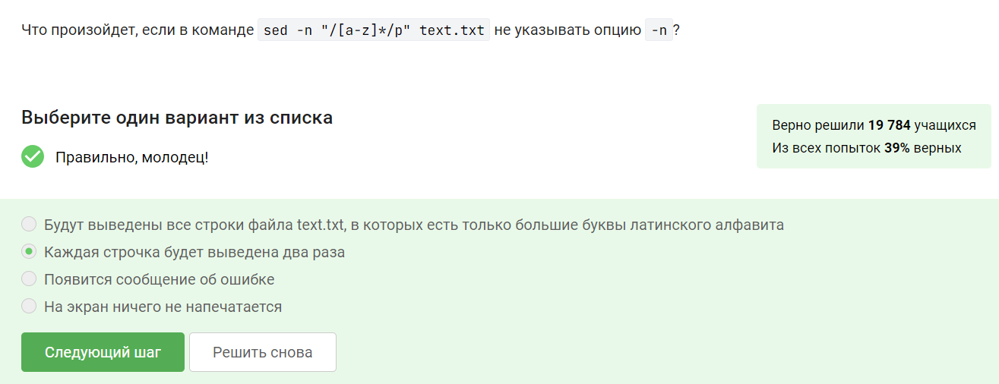 Что произойдет, если в команде sed -n "/[a-z]*/p" text.txt не указывать опцию -n?
Выберите один вариант из списка
Правильно, молодец!
Верно решили 19 784 учащихся
Из всех попыток 39% верных
Будут выведены все строки файла text.txt, в которых есть только большие буквы латинского алфавита
Каждая строчка будет выведена два раза
Появится сообщение об ошибке
На экран ничего не напечатается
Следующий шаг
Решить снова